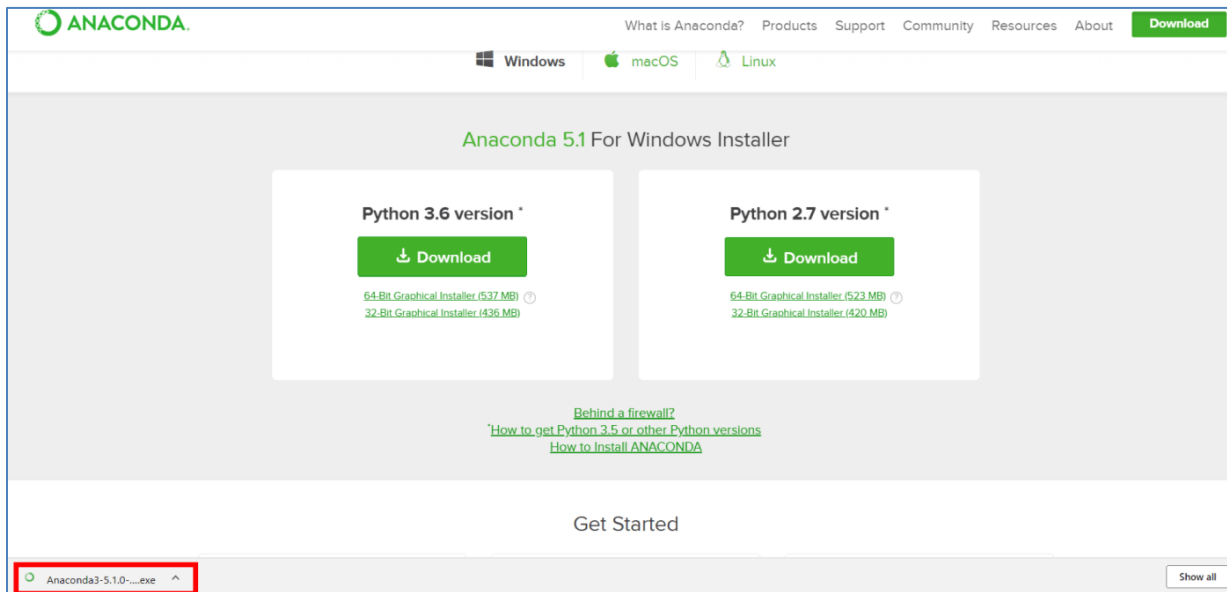 ANACONDA.
What is Anaconda? Products Support Community Resources About Download
Windows macOS Linux
Anaconda 5.1 For Windows Installer
Python 3.6 version *
Download
64-Bit Graphical Installer (537 MB) ?
32-Bit Graphical Installer (436 MB)
Python 2.7 version *
Download
64-Bit Graphical Installer (523 MB) ?
32-Bit Graphical Installer (420 MB)
Behind a firewall?
*How to get Python 3.5 or other Python versions
How to Install ANACONDA
Get Started
Anaconda3-5.1.0-....exe
Show all